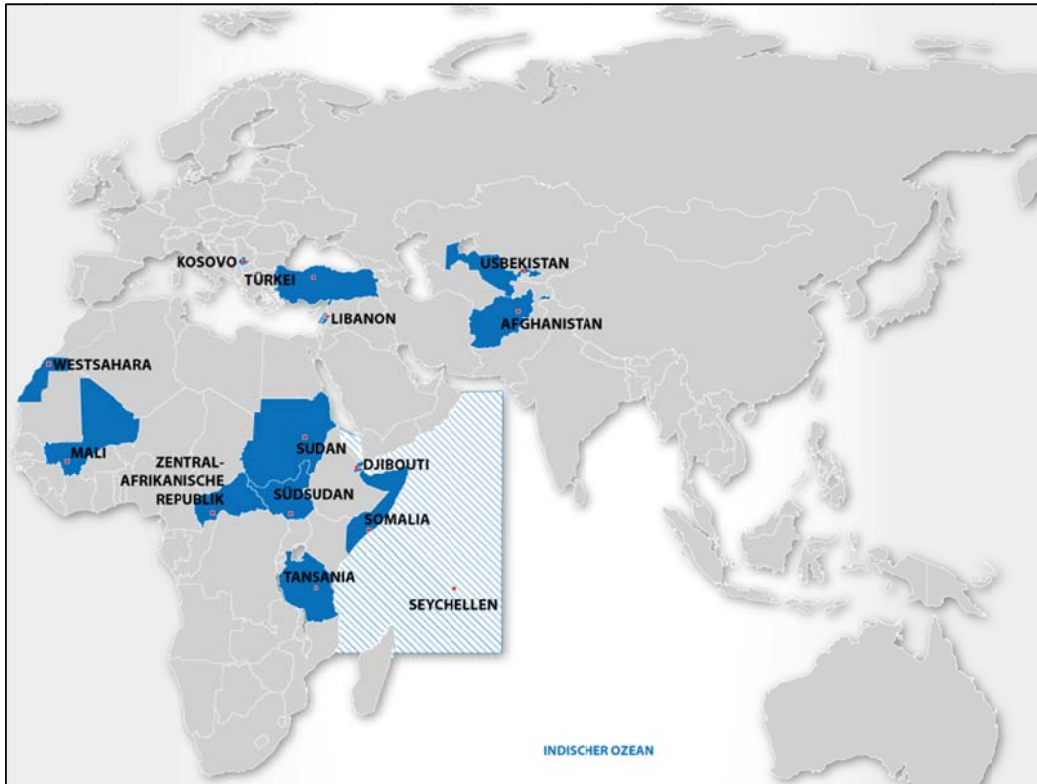 KOSOVO
TÜRKEI
USBEKISTAN
LIBANON
AFGHANISTAN
WESTSAHARA
MALI
SUDAN
ZENTRAL-
AFRIKANISCHE
REPUBLIK
DJIBOUTI
SÜDSUDAN
SOMALIA
TANSANIA
SEYCHELLEN
INDISCHER OZEAN